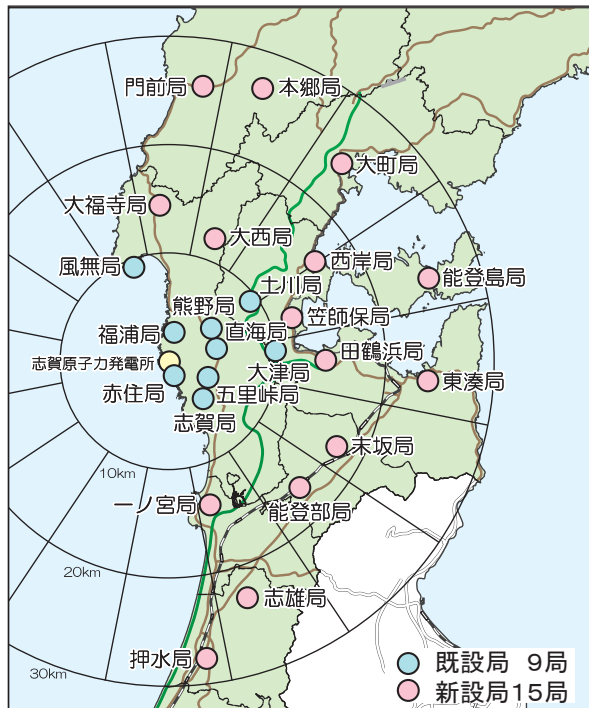 門前局
本郷局
大町局
大福寺局
大西局
西岸局
風無局
能登島局
土川局
熊野局
笠師保局
福浦局
直海局
志賀原子力発電所
田鶴浜局
大津局
赤住局
五里峠局
東湊局
志賀局
末坂局
10km
一ノ宮局
能登部局
20km
志雄局
押水局
30km
既設局 9局
新設局15局